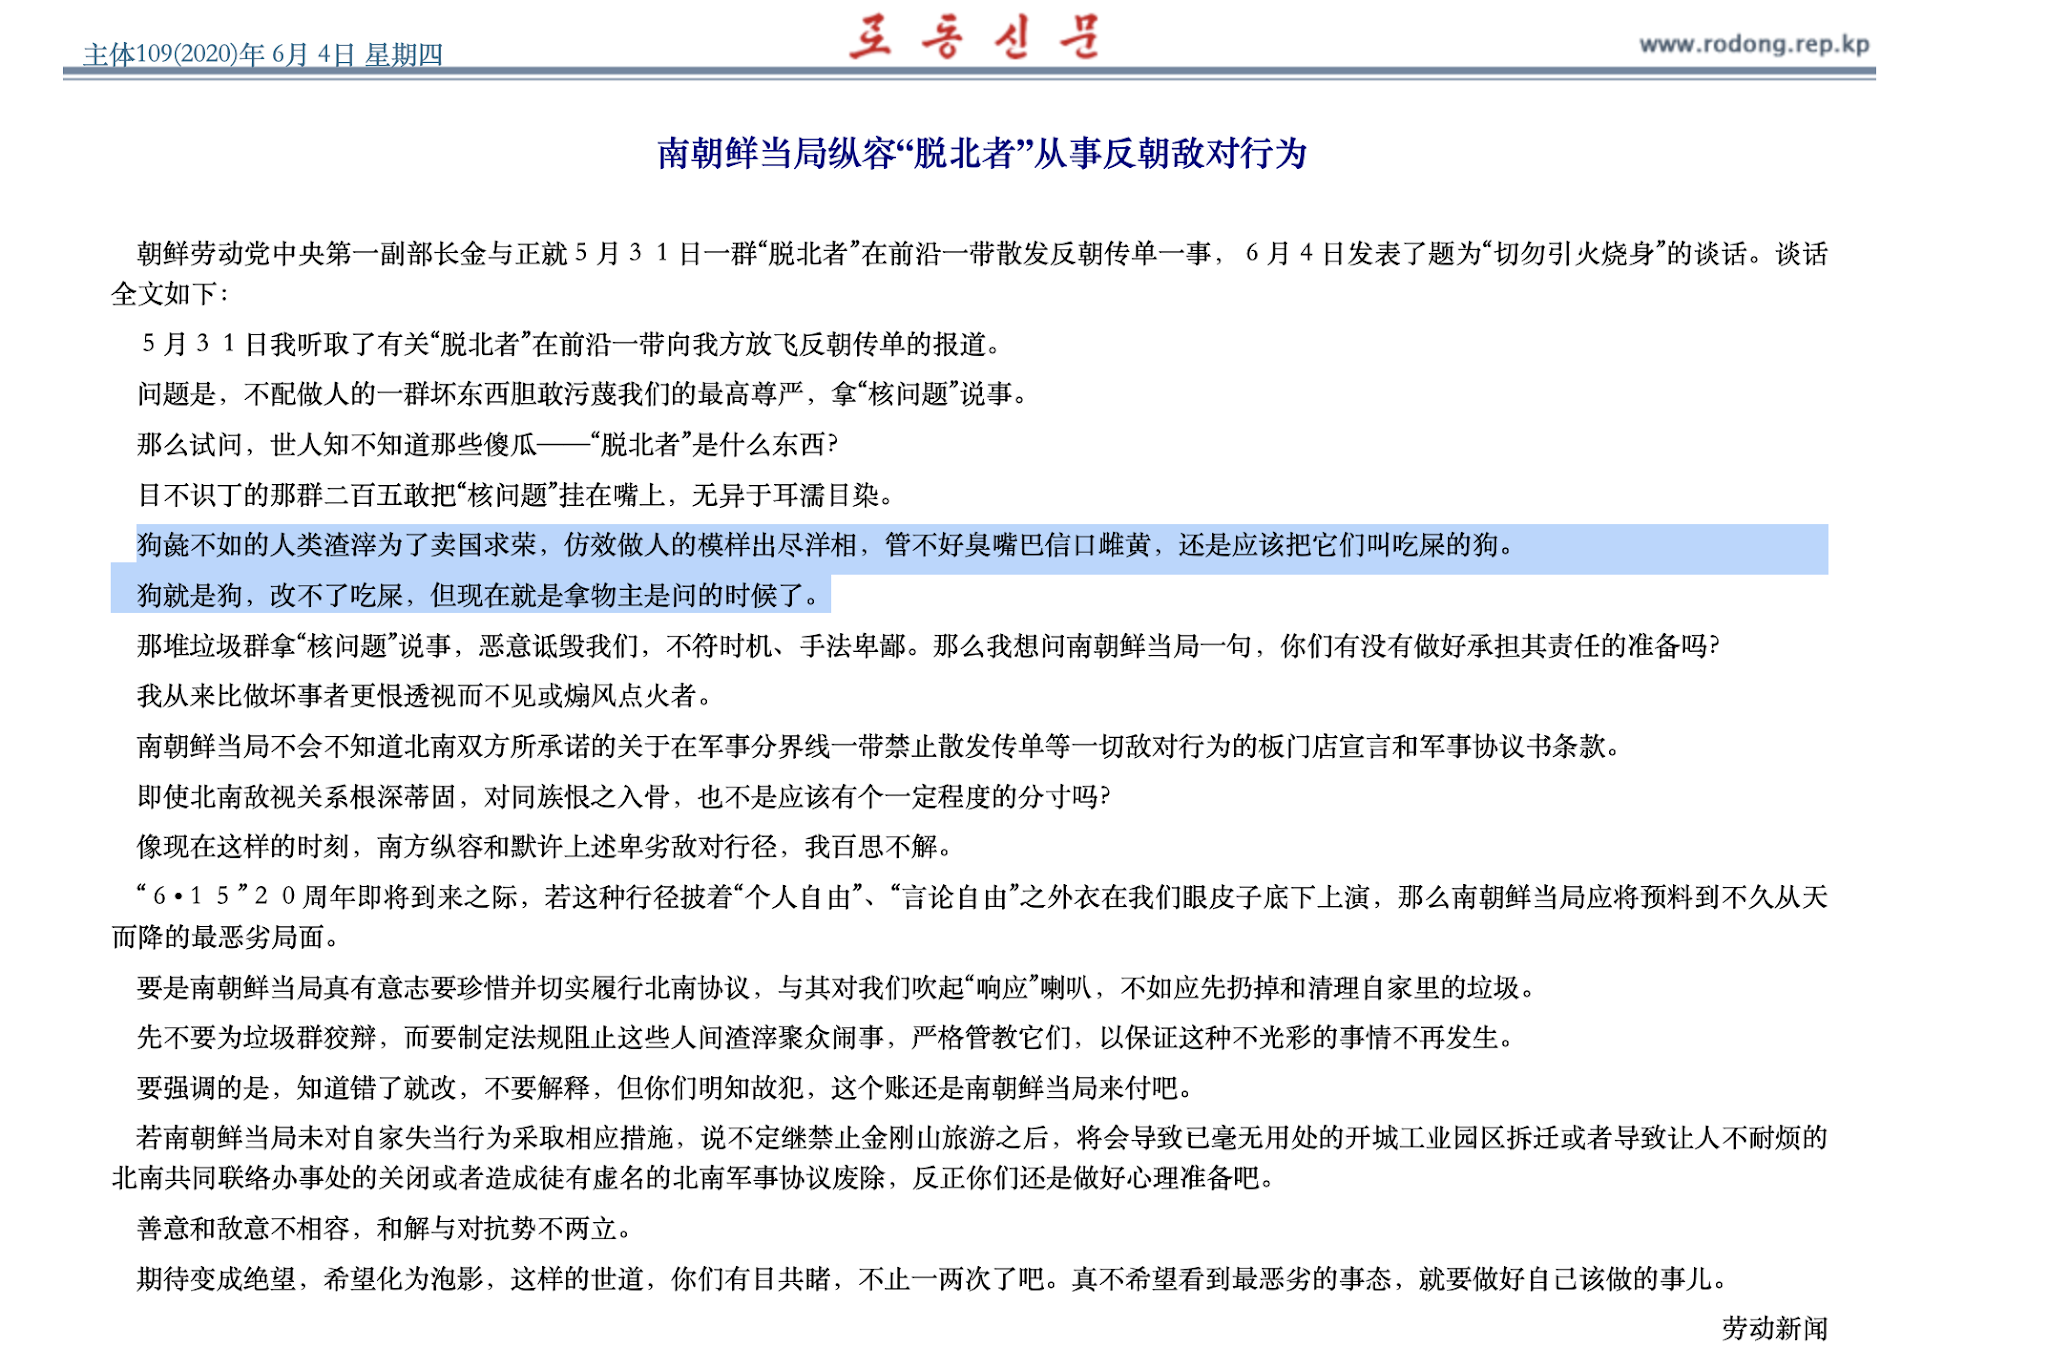 主体109(2020)年 6月 4日 星期四
로동신문
www.rodong.rep.kp
南朝鲜当局纵容“脱北者”从事反朝敌对行为
朝鲜劳动党中央第一副部长金与正就５月３１日一群“脱北者”在前沿一带散发反朝传单一事，６月４日发表了题为“切勿引火烧身”的谈话。谈话
全文如下：
５月３１日我听取了有关“脱北者”在前沿一带向我方放飞反朝传单的报道。
问题是，不配做人的一群坏东西胆敢污蔑我们的最高尊严，拿“核问题”说事。
那么试问，世人知不知道那些傻瓜——“脱北者”是什么东西？
目不识丁的那群二百五敢把“核问题”挂在嘴上，无异于耳濡目染。
狗彘不如的人类渣滓为了卖国求荣，仿效做人的模样出尽洋相，管不好臭嘴巴信口雌黄，还是应该把它们叫吃屎的狗。
狗就是狗，改不了吃屎，但现在就是拿物主是问的时候了。
那堆垃圾群拿“核问题”说事，恶意诋毁我们，不符时机、手法卑鄙。那么我想问南朝鲜当局一句，你们有没有做好承担其责任的准备吗？
我从来比做坏事者更恨透视而不见或煽风点火者。
南朝鲜当局不会不知道北南双方所承诺的关于在军事分界线一带禁止散发传单等一切敌对行为的板门店宣言和军事协议书条款。
即使北南敌视关系根深蒂固，对同族恨之入骨，也不是应该有个一定程度的分寸吗？
像现在这样的时刻，南方纵容和默许上述卑劣敌对行径，我百思不解。
“６•１５”２０周年即将到来之际，若这种行径披着“个人自由”、“言论自由”之外衣在我们眼皮子底下上演，那么南朝鲜当局应将预料到不久从天
而降的最恶劣局面。
要是南朝鲜当局真有意志要珍惜并切实履行北南协议，与其对我们吹起“响应”喇叭，不如应先扔掉和清理自家里的垃圾。
先不要为垃圾群狡辩，而要制定法规阻止这些人间渣滓聚众闹事，严格管教它们，以保证这种不光彩的事情不再发生。
要强调的是，知道错了就改，不要解释，但你们明知故犯，这个账还是南朝鲜当局来付吧。
若南朝鲜当局未对自家失当行为采取相应措施，说不定继禁止金刚山旅游之后，将会导致已毫无用处的开城工业园区拆迁或者导致让人不耐烦的
北南共同联络办事处的关闭或者造成徒有虚名的北南军事协议废除，反正你们还是做好心理准备吧。
善意和敌意不相容，和解与对抗势不两立。
期待变成绝望，希望化为泡影，这样的世道，你们有目共睹，不止一两次了吧。真不希望看到最恶劣的事态，就要做好自己该做的事儿。
劳动新闻